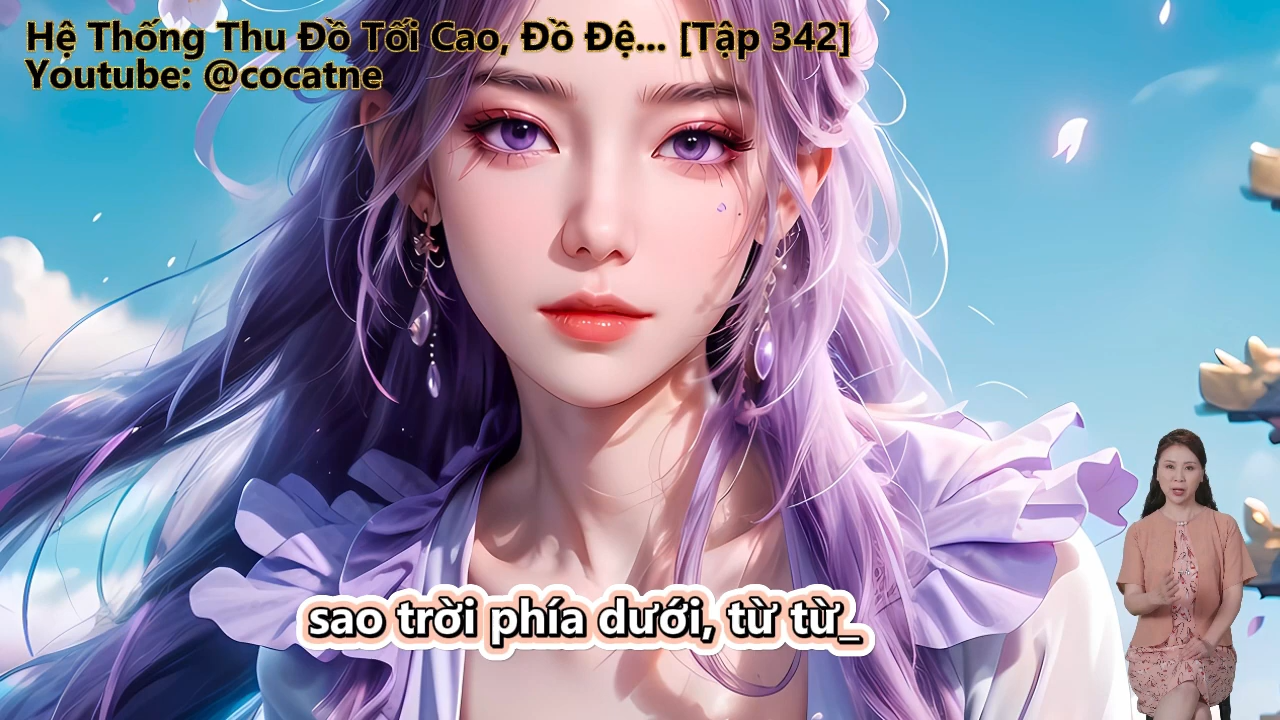 Hệ Thống Thu Đồ Tối Cao, Đồ Đệ... [Tập 342]
Youtube: @cocatne
sao trời phía dưới, từ từ_